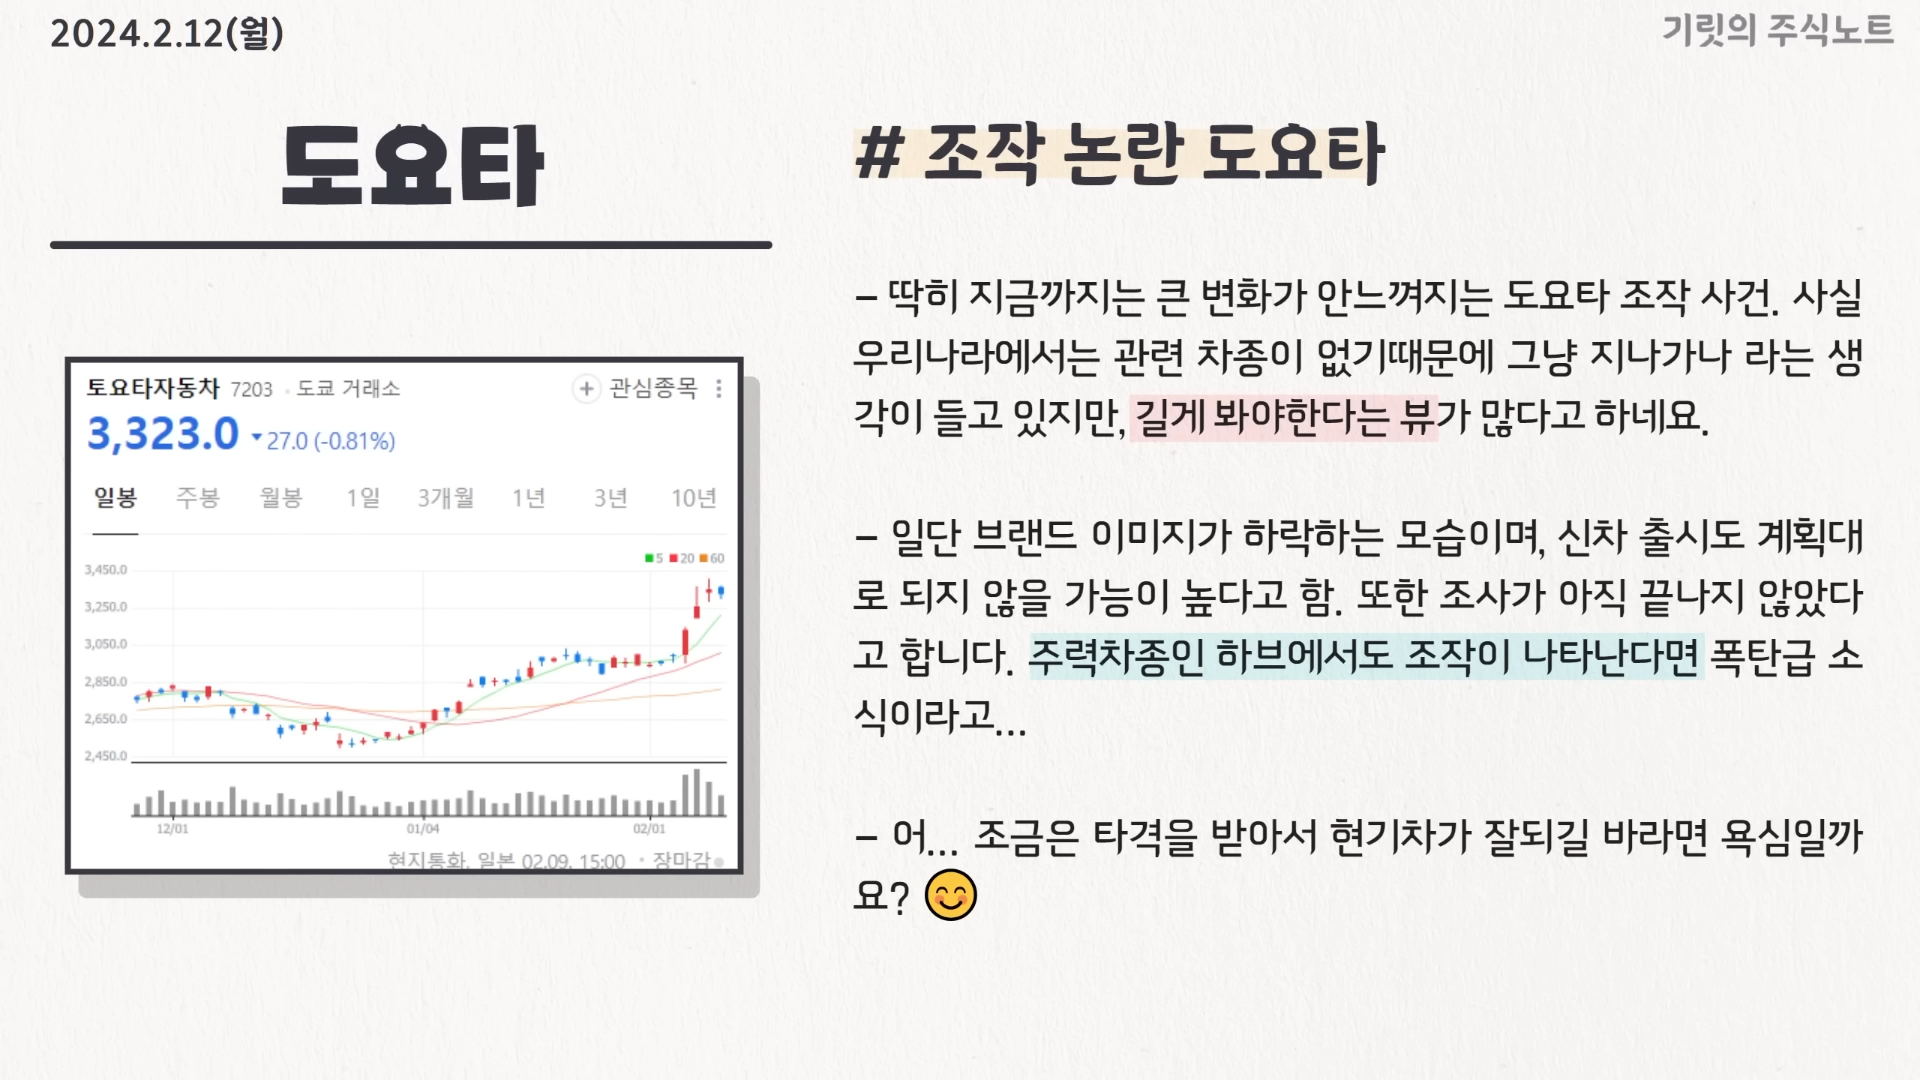 2024.2.12(월)
기릿의 주식노트
도요타
토요타자동차 7203 · 도쿄 거래소
+ 관심종목
3,323.0 ▼27.0 (-0.81%)
일봉 주봉 월봉 1일 3개월 1년 3년 10년
5 20 60
3,450.0
3,250.0
3,050.0
2,850.0
2,650.0
2,450.0
12/01 01/04 02/01
현지통화. 일본 02.09. 15:00 · 장마감
# 조작 논란 도요타
– 딱히 지금까지는 큰 변화가 안느껴지는 도요타 조작 사건. 사실
우리나라에서는 관련 차종이 없기때문에 그냥 지나가나 라는 생
각이 들고 있지만, 길게 봐야한다는 뷰가 많다고 하네요.
– 일단 브랜드 이미지가 하락하는 모습이며, 신차 출시도 계획대
로 되지 않을 가능이 높다고 함. 또한 조사가 아직 끝나지 않았다
고 합니다. 주력차종인 하브에서도 조작이 나타난다면 폭탄급 소
식이라고...
– 어... 조금은 타격을 받아서 현기차가 잘되길 바라면 욕심일까
요? 😊